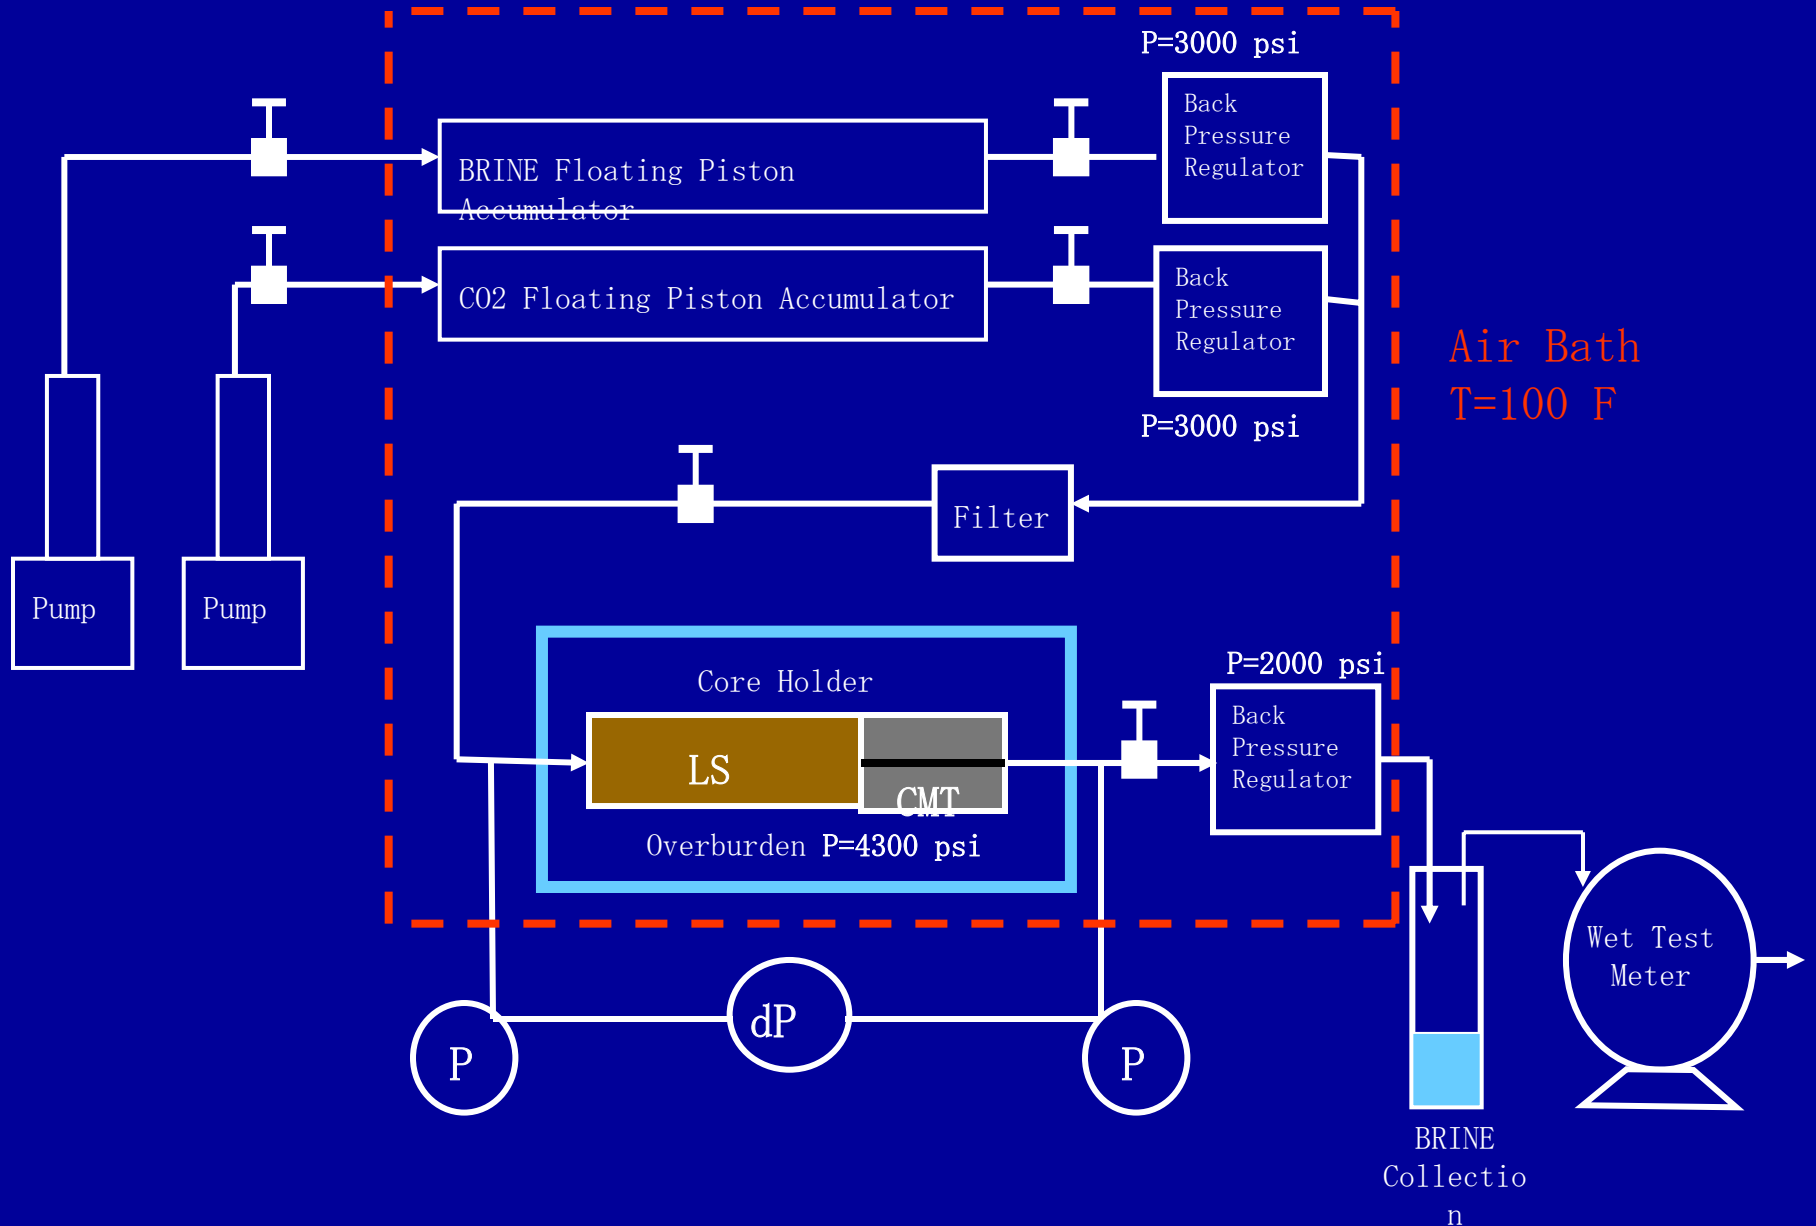 P=3000 psi
Back
Pressure
Regulator
BRINE Floating Piston
Accumulator
CO2 Floating Piston Accumulator
Back
Pressure
Regulator
Air Bath
T=100 F
P=3000 psi
Filter
Pump
Pump
P=2000 psi
Core Holder
Back
Pressure
Regulator
LS
CMT
Overburden P=4300 psi
Wet Test
Meter
dP
P
P
BRINE
Collectio
n